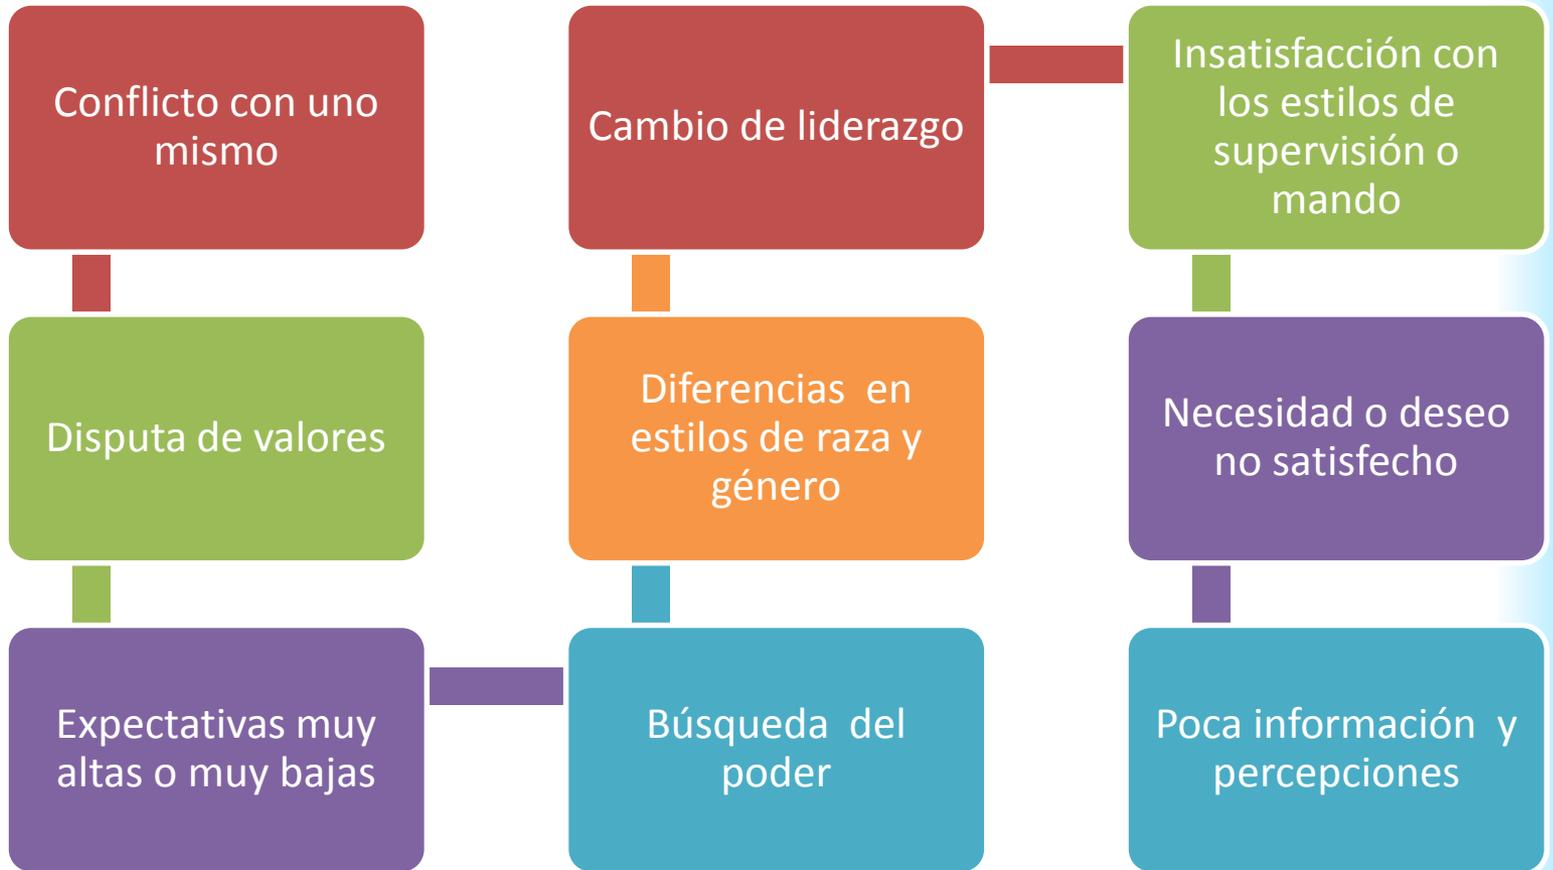 Conflicto con uno
mismo
Disputa de valores
Expectativas muy
altas o muy bajas
Búsqueda  del
poder
Diferencias  en
estilos de raza y
género
Cambio de liderazgo
Insatisfacción con
los estilos de
supervisión o
mando
Necesidad o deseo
no satisfecho
Poca información  y
percepciones